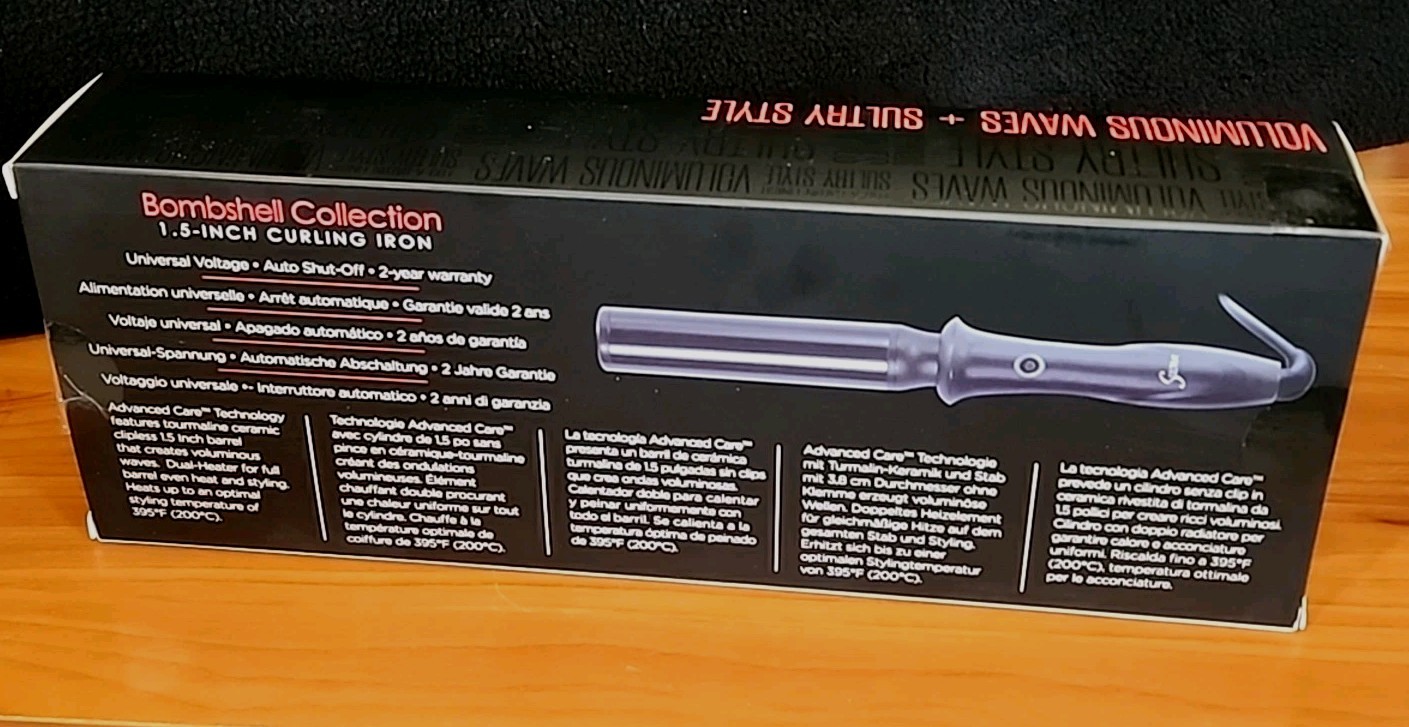 VOLUMINOUS WAVES + SULTRY STYLE
SULTRY STYLE
VOLUMINOUS WAVES SULTRY STYLE VOLUMINOUS WAVES
Bombshell Collection
1.5-INCH CURLING IRON
Universal Voltage • Auto Shut-Off • 2-year warranty
Alimentation universelle • Arrêt automatique • Garantie valide 2 ans
Voltaje universal • Apagado automático • 2 años de garantía
Universal-Spannung • Automatische Abschaltung • 2 Jahre Garantie
Voltaggio universale •- Interruttore automatico • 2 anni di garanzia
Advanced Care™ Technology
features tourmaline ceramic
clipless 1.5 Inch barrel
that creates voluminous
waves. Dual-Heater for full
barrel even heat and styling.
Heats up to an optimal
styling temperature of
395°F (200°C).
Technologie Advanced Care™
avec cylindre de 1,5 po sans
pince en céramique-tourmaline
créant des ondulations
volumineuses. Élément
chauffant double procurant
une chaleur uniforme sur tout
le cylindre. Chauffe à la
température optimale de
coiffure de 395°F (200°C).
La tecnología Advanced Care™
presenta un barril de cerámica
turmalina de 1.5 pulgadas sin clips
que crea ondas voluminosas.
Calentador doble para calentar
y peinar uniformemente con
todo el barril. Se calienta a la
temperatura óptima de peinado
de 395°F (200°C).
Advanced Care™ Technologie
mit Turmalin-Keramik und Stab
mit 3.8 cm Durchmesser ohne
Klemme erzeugt voluminöse
Wellen. Doppeltes Heizelement
für gleichmäßige Hitze auf dem
gesamten Stab und Styling.
Erhitzt sich bis zu einer
optimalen Stylingtemperatur
von 395°F (200°C).
La tecnologia Advanced Care™
prevede un cilindro senza clip in
ceramica rivestita di tormalina da
1,5 pollici per creare ricci voluminosi.
Cilindro con doppio radiatore per
garantire calore e acconciature
uniformi. Riscalda fino a 395°F
(200°C), temperatura ottimale
per le acconciature.